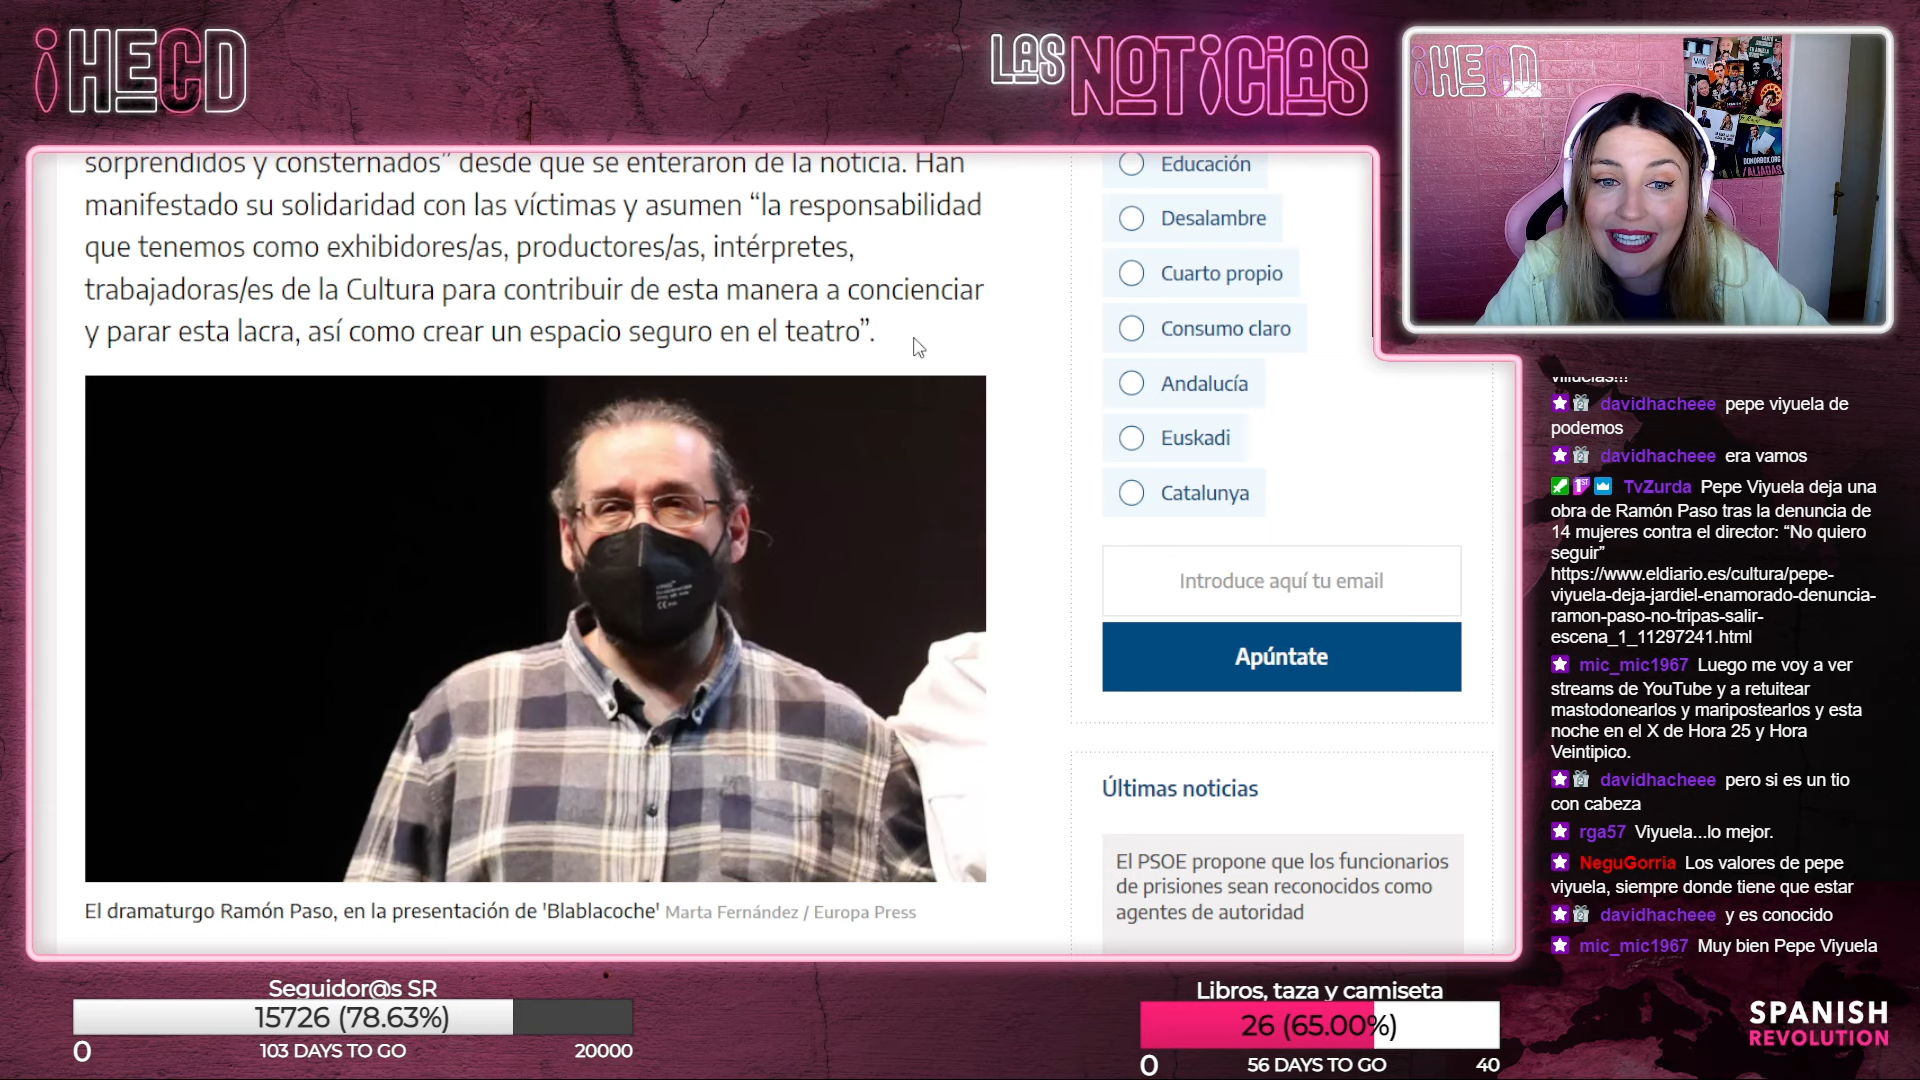 ¡HECD
LAS NOTiCiAS
¡HECD
DONORBOX.ORG
/ALIADAS
sorprendidos y consternados” desde que se enteraron de la noticia. Han
manifestado su solidaridad con las víctimas y asumen “la responsabilidad
que tenemos como exhibidores/as, productores/as, intérpretes,
trabajadoras/es de la Cultura para contribuir de esta manera a concienciar
y parar esta lacra, así como crear un espacio seguro en el teatro”.
El dramaturgo Ramón Paso, en la presentación de 'Blablacoche' Marta Fernández / Europa Press
Educación
Desalambre
Cuarto propio
Consumo claro
Andalucía
Euskadi
Catalunya
Introduce aquí tu email
Apúntate
Últimas noticias
El PSOE propone que los funcionarios
de prisiones sean reconocidos como
agentes de autoridad
davidhacheee pepe viyuela de
podemos
davidhacheee era vamos
TvZurda Pepe Viyuela deja una
obra de Ramón Paso tras la denuncia de
14 mujeres contra el director: “No quiero
seguir”
https://www.eldiario.es/cultura/pepe-
viyuela-deja-jardiel-enamorado-denuncia-
ramon-paso-no-tripas-salir-
escena_1_11297241.html
mic_mic1967 Luego me voy a ver
streams de YouTube y a retuitear
mastodonearlos y maripostearlos y esta
noche en el X de Hora 25 y Hora
Veintipico.
davidhacheee pero si es un tio
con cabeza
rga57 Viyuela...lo mejor.
NeguGorria Los valores de pepe
viyuela, siempre donde tiene que estar
davidhacheee y es conocido
mic_mic1967 Muy bien Pepe Viyuela
Seguidor@s SR
15726 (78.63%)
0 103 DAYS TO GO 20000
Libros, taza y camiseta
26 (65.00%)
0 56 DAYS TO GO 40
SPANISH
REVOLUTION